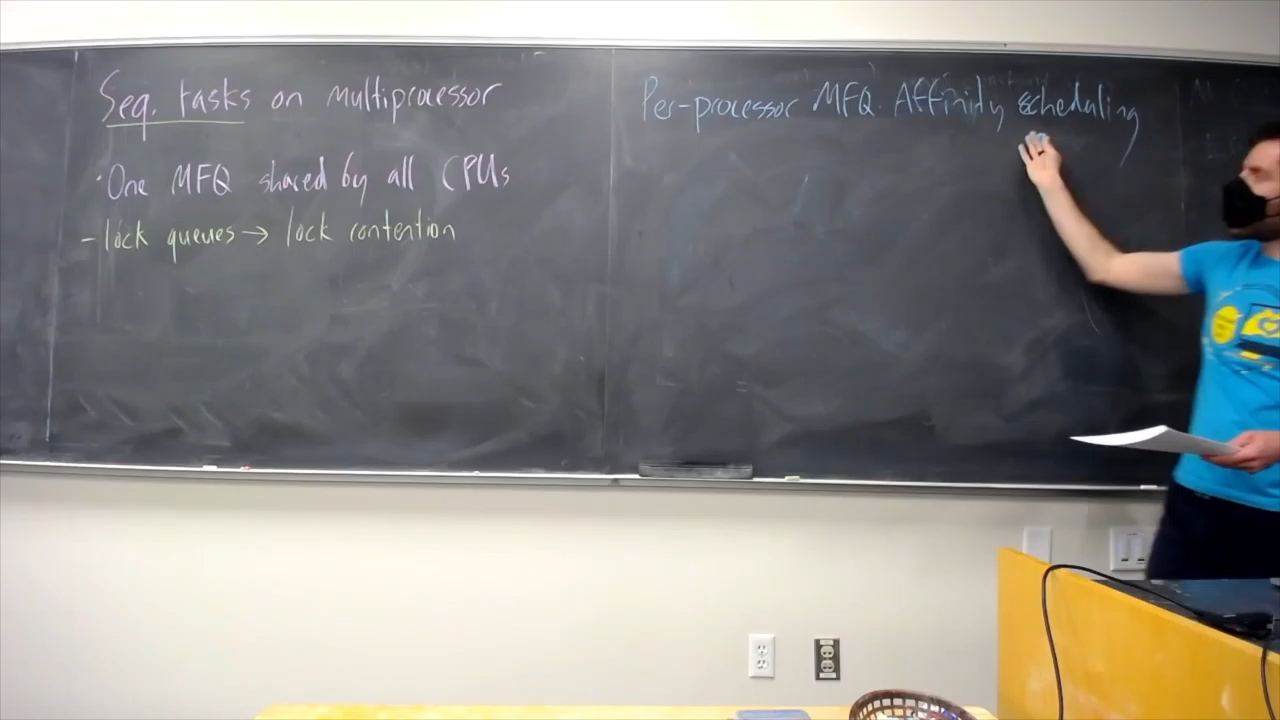 Seq. tasks on multiprocessor
· One MFQ shared by all CPUs
- lock queues → lock contention
Per-processor MFQ. Affinity scheduling